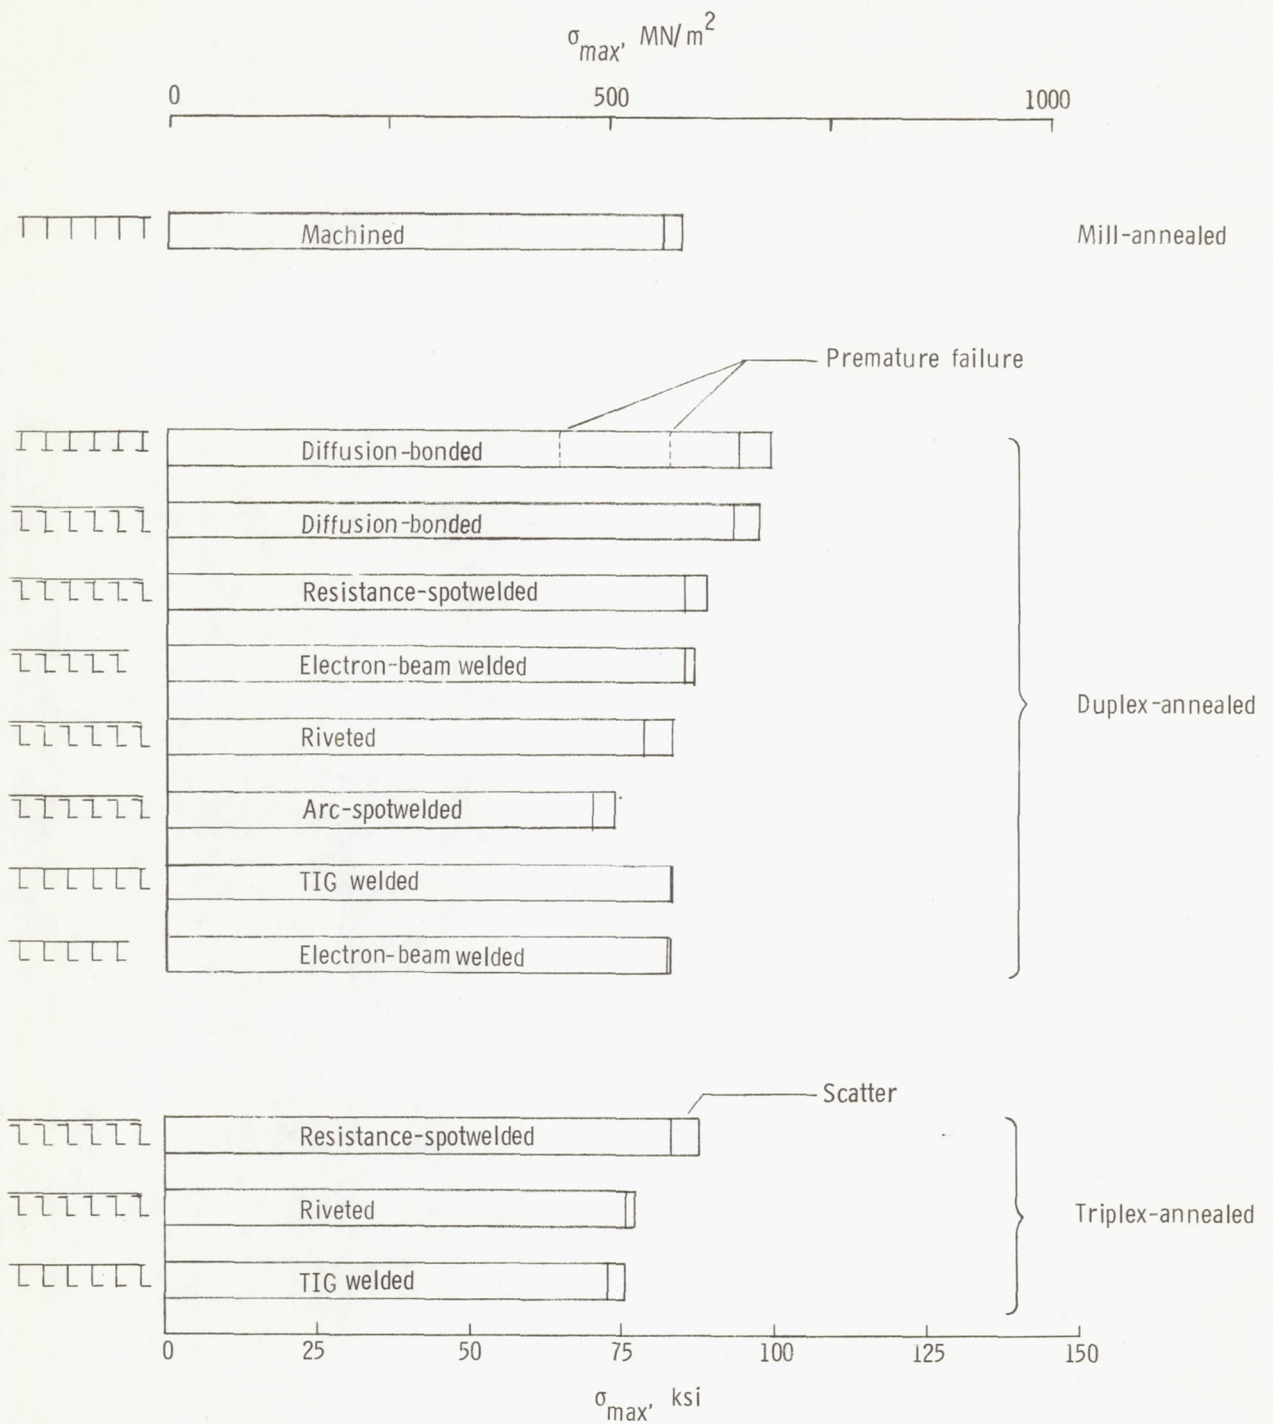 σmax, MN/m²
0 500 1000
Machined Mill-annealed
Premature failure
Diffusion-bonded
Diffusion-bonded
Resistance-spotwelded
Electron-beam welded
Riveted
Duplex-annealed
Arc-spotwelded
TIG welded
Electron-beam welded
Scatter
Resistance-spotwelded
Riveted
Triplex-annealed
TIG welded
0 25 50 75 100 125 150
σmax, ksi